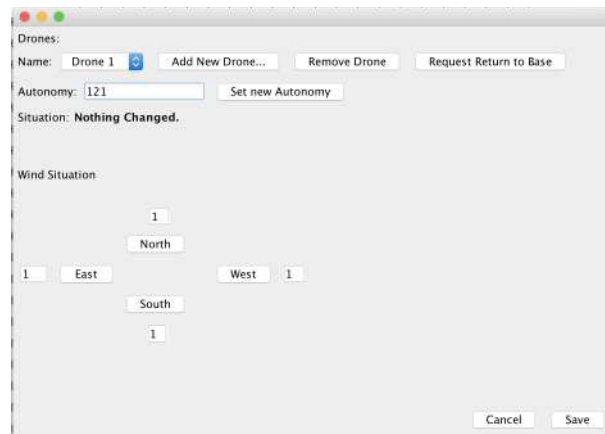 Drones:
Name: Drone 1 Add New Drone... Remove Drone Request Return to Base
Autonomy: 121 Set new Autonomy
Situation: Nothing Changed.
Wind Situation
1
North
1 East West 1
South
1
Cancel Save